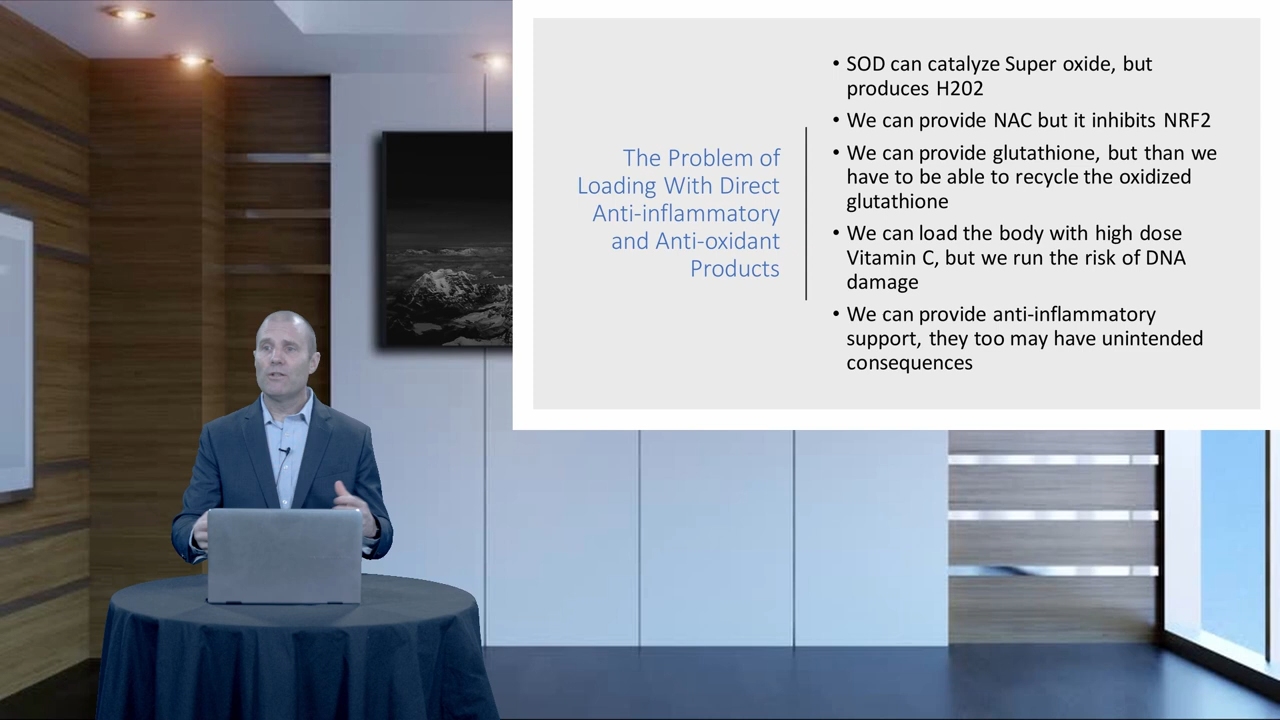 The Problem of
Loading With Direct
Anti-inflammatory
and Anti-oxidant
Products
• SOD can catalyze Super oxide, but
produces H202
• We can provide NAC but it inhibits NRF2
• We can provide glutathione, but than we
have to be able to recycle the oxidized
glutathione
• We can load the body with high dose
Vitamin C, but we run the risk of DNA
damage
• We can provide anti-inflammatory
support, they too may have unintended
consequences